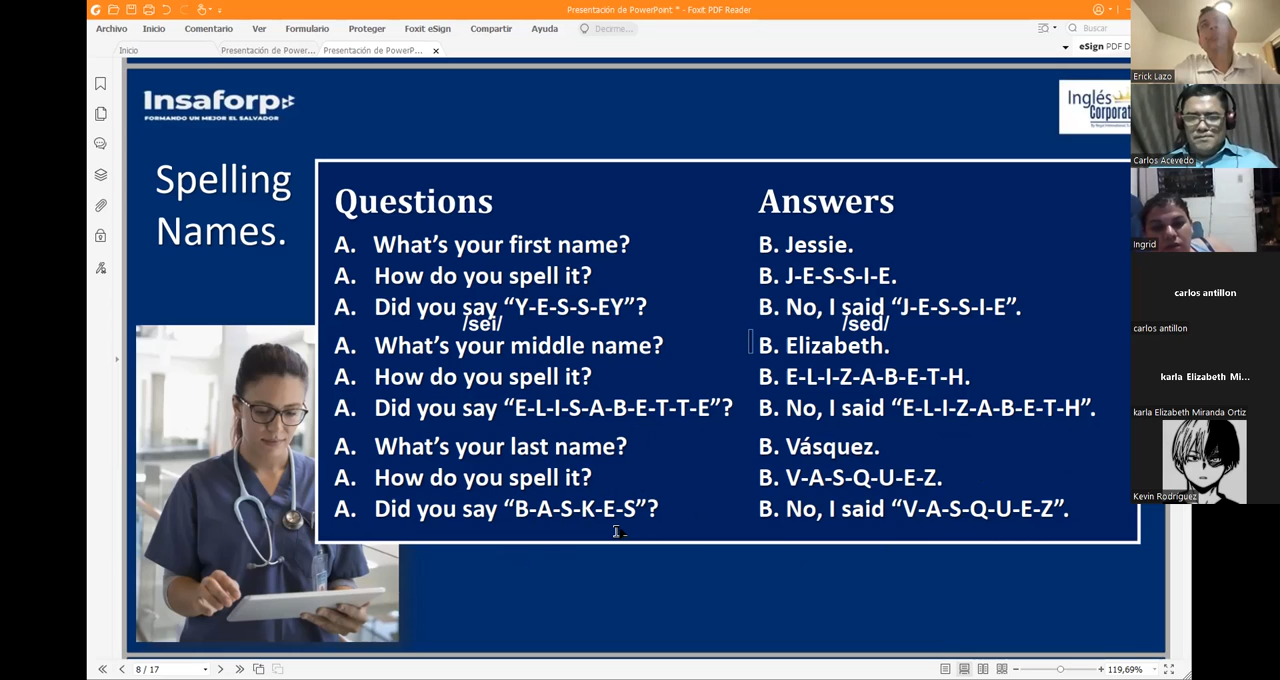 Presentación de PowerPoint * - Foxit PDF Reader
Archivo Inicio Comentario Ver Formulario Proteger Foxit eSign Compartir Ayuda Decirme... Buscar
Inicio Presentación de Power... Presentación de PowerP... eSign PDF D
Insaforp
FORMANDO UN MEJOR EL SALVADOR
Inglés
Corporat
Spelling
Names.
Questions Answers
A. What's your first name? B. Jessie.
A. How do you spell it? B. J-E-S-S-I-E.
A. Did you say “Y-E-S-S-EY”? B. No, I said “J-E-S-S-I-E”.
/sei/ /sed/
A. What's your middle name? B. Elizabeth.
A. How do you spell it? B. E-L-I-Z-A-B-E-T-H.
A. Did you say “E-L-I-S-A-B-E-T-T-E”? B. No, I said “E-L-I-Z-A-B-E-T-H”.
A. What's your last name? B. Vásquez.
A. How do you spell it? B. V-A-S-Q-U-E-Z.
A. Did you say “B-A-S-K-E-S”? B. No, I said “V-A-S-Q-U-E-Z”.
Erick Lazo
Carlos Acevedo
Ingrid
carlos antillon
carlos antillon
karla Elizabeth Mi...
karla Elizabeth Miranda Ortiz
Kevin Rodríguez
8 / 17 119,69%